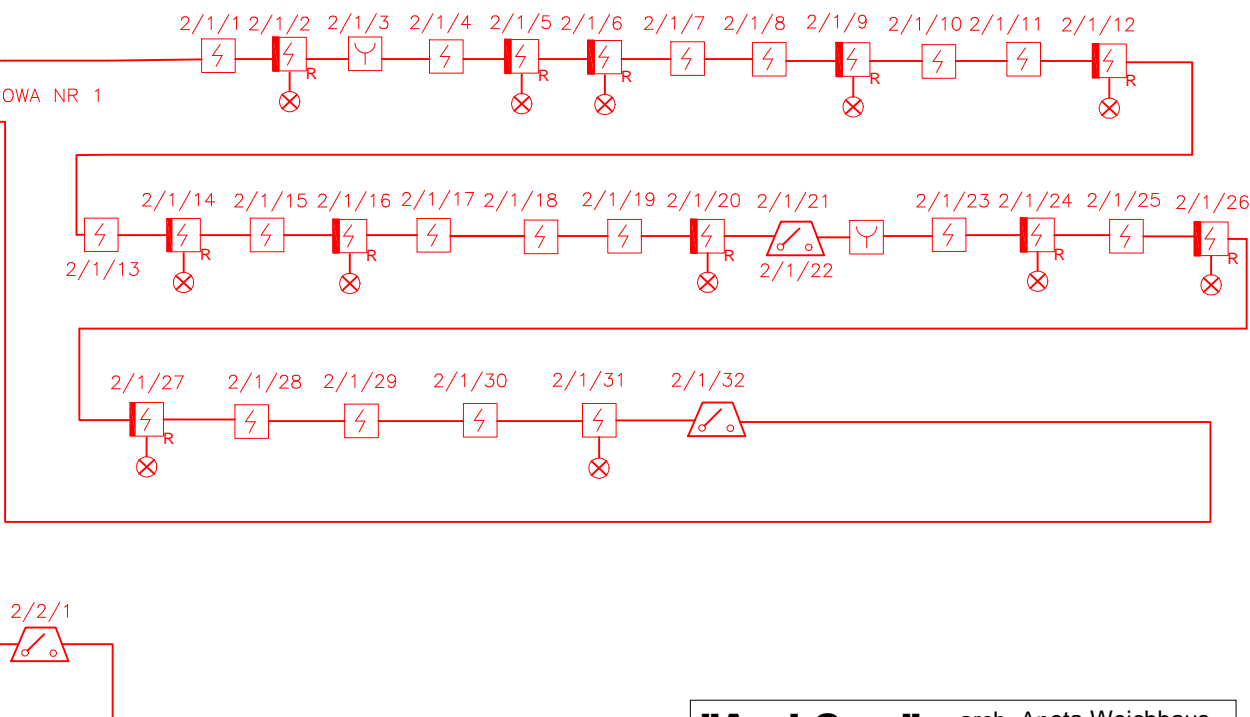 2/1/1 2/1/2 2/1/3 2/1/4 2/1/5 2/1/6 2/1/7 2/1/8 2/1/9 2/1/10 2/1/11 2/1/12
R R R R R
OWA NR 1
2/1/14 2/1/15 2/1/16 2/1/17 2/1/18 2/1/19 2/1/20 2/1/21 2/1/23 2/1/24 2/1/25 2/1/26
R R R R R
2/1/13 2/1/22
2/1/27 2/1/28 2/1/29 2/1/30 2/1/31 2/1/32
R
2/2/1
arch. Aneta Weichhaus